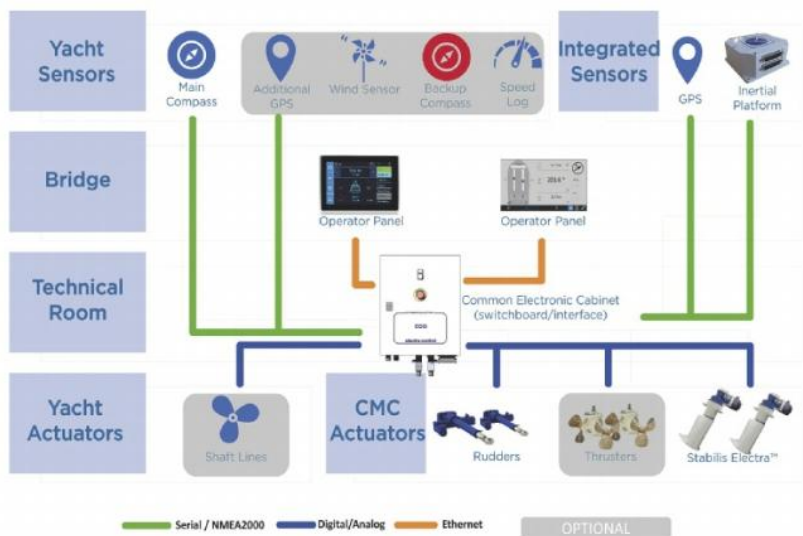 Yacht
Sensors
Main
Compass
Additional
GPS
Wind Sensor
Backup
Compass
Speed
Log
Integrated
Sensors
GPS
Inertial
Platform
Bridge
Operator Panel
Operator Panel
Technical
Room
Common Electronic Cabinet
(switchboard/interface)
Yacht
Actuators
Shaft Lines
CMC
Actuators
Rudders
Thrusters
Stabilis Electra™
Serial / NMEA2000
Digital/Analog
Ethernet
OPTIONAL